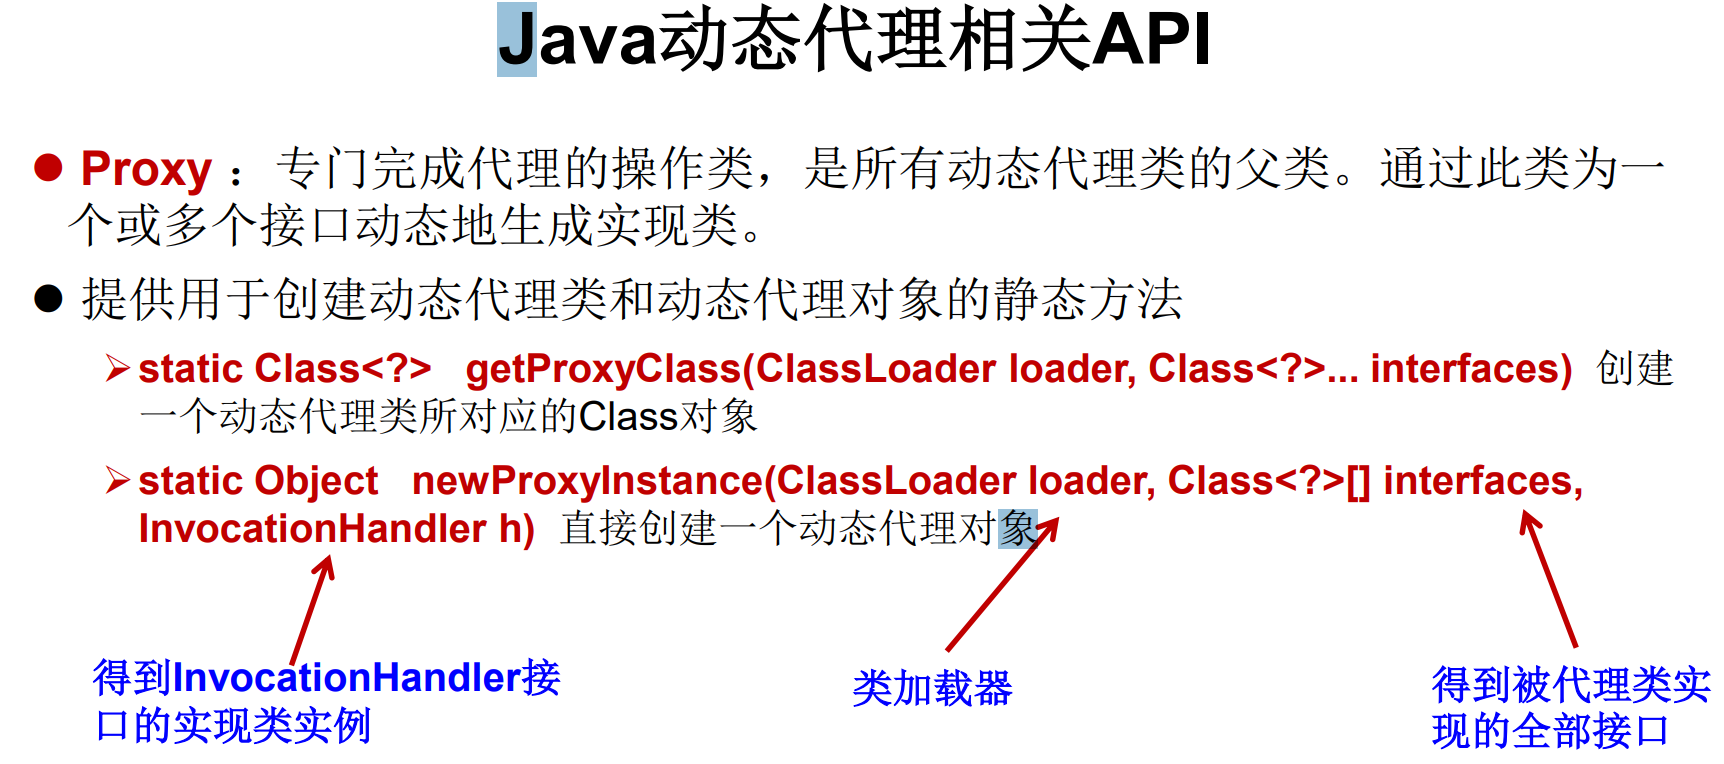 Java动态代理相关API
Proxy ：专门完成代理的操作类，是所有动态代理类的父类。通过此类为一
个或多个接口动态地生成实现类。
提供用于创建动态代理类和动态代理对象的静态方法
static Class<?> getProxyClass(ClassLoader loader, Class<?>... interfaces) 创建
一个动态代理类所对应的Class对象
static Object newProxyInstance(ClassLoader loader, Class<?>[] interfaces,
InvocationHandler h) 直接创建一个动态代理对象
得到InvocationHandler接
口的实现类实例
类加载器
得到被代理类实
现的全部接口